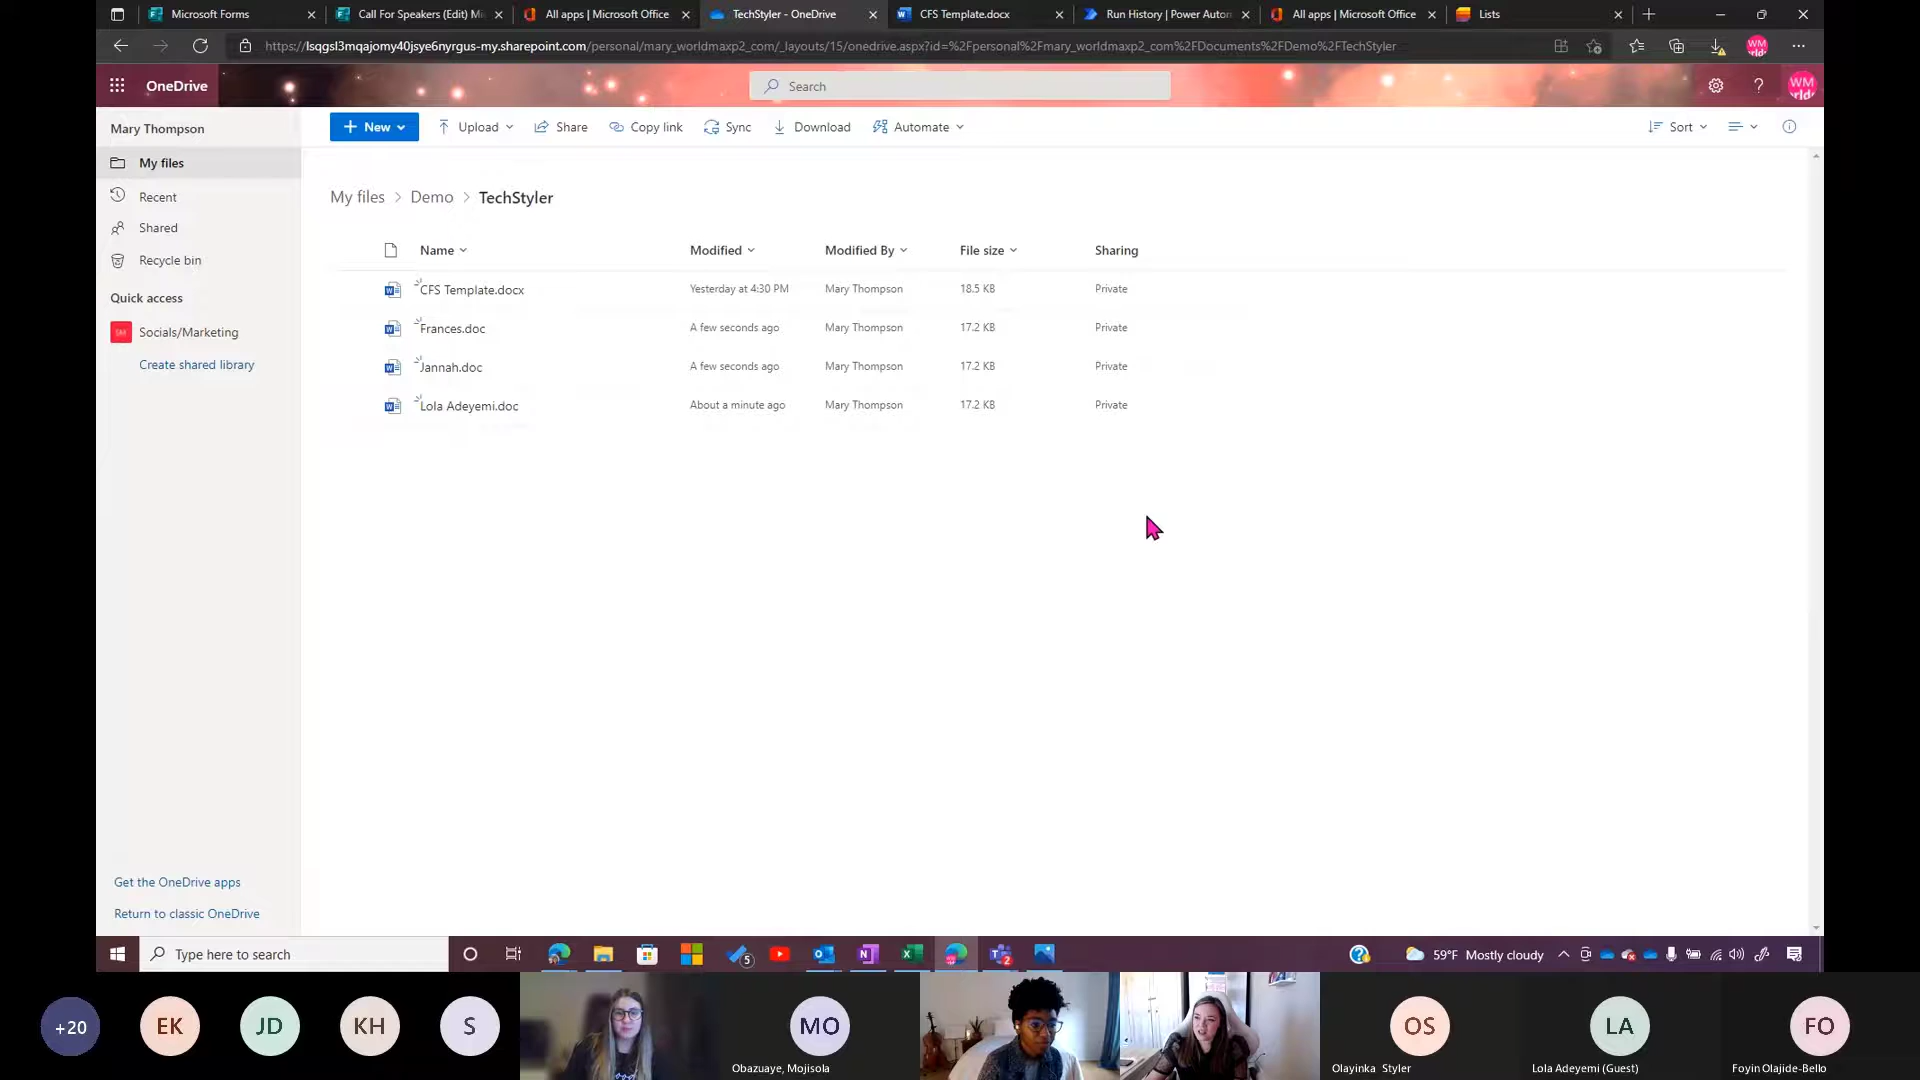 Microsoft Forms
Call For Speakers (Edit) Mi
All apps | Microsoft Office
TechStyler - OneDrive
CFS Template.docx
Run History | Power Autom
All apps | Microsoft Office
Lists
https://lsqgsl3mqajomy40jsye6nyrgus-my.sharepoint.com/personal/mary_worldmaxp2_com/_layouts/15/onedrive.aspx?id=%2Fpersonal%2Fmary_worldmaxp2_com%2FDocuments%2FDemo%2FTechStyler
OneDrive
Search
?
Mary Thompson
New
Upload
Share
Copy link
Sync
Download
Automate
Sort
My files
Recent
Shared
Recycle bin
Quick access
SM Socials/Marketing
Create shared library
My files > Demo > TechStyler
Name Modified Modified By File size Sharing
CFS Template.docx Yesterday at 4:30 PM Mary Thompson 18.5 KB Private
Frances.doc A few seconds ago Mary Thompson 17.2 KB Private
Jannah.doc A few seconds ago Mary Thompson 17.2 KB Private
Lola Adeyemi.doc About a minute ago Mary Thompson 17.2 KB Private
Get the OneDrive apps
Return to classic OneDrive
Type here to search
5
2
59°F Mostly cloudy
+20
EK
JD
KH
S
MO
Obazuaye, Mojisola
OS
Olayinka Styler
LA
Lola Adeyemi (Guest)
FO
Foyin Olajide-Bello